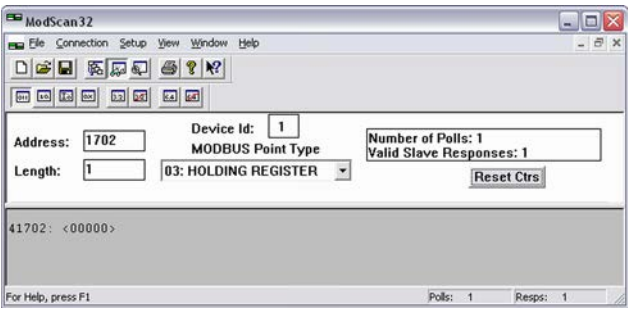 ModScan32
File Connection Setup View Window Help
Address: 1702
Device Id: 1
MODBUS Point Type
Length: 1
03: HOLDING REGISTER
Number of Polls: 1
Valid Slave Responses: 1
Reset Ctrs
41702: <00000>
For Help, press F1
Polls: 1
Resps: 1